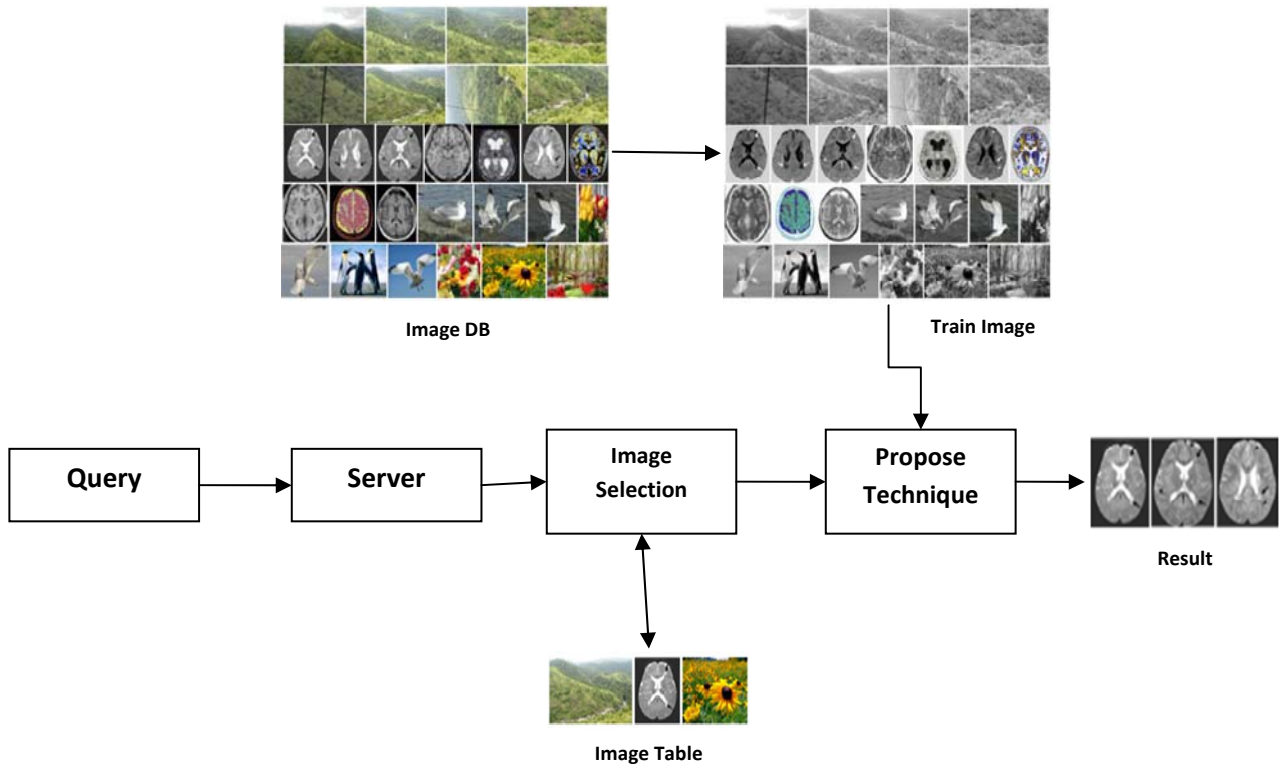 Image DB
Train Image
Query
Server
Image
Selection
Propose
Technique
Result
Image Table